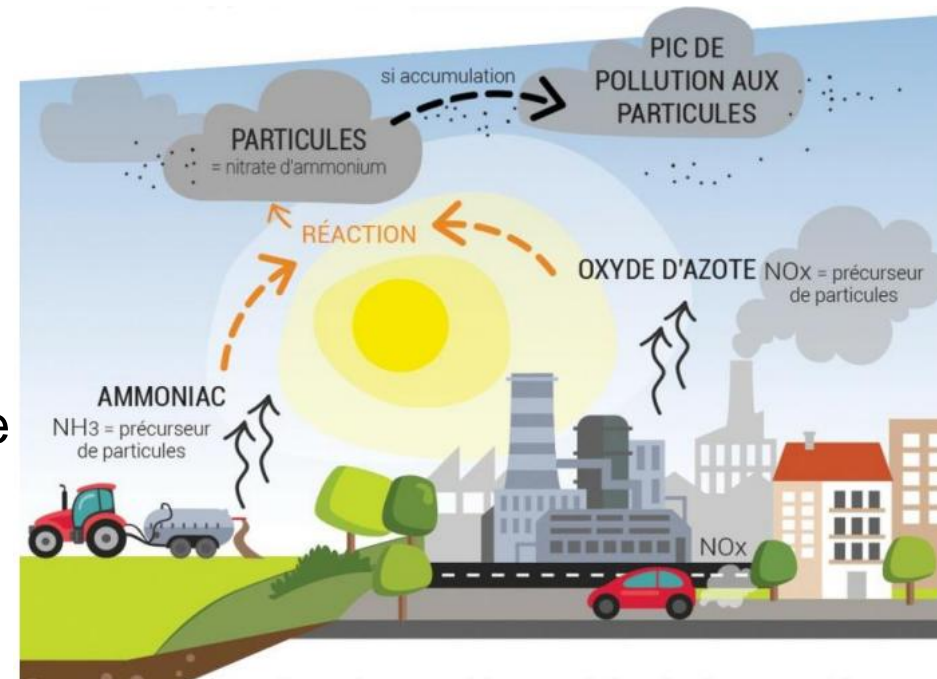 PIC DE
POLLUTION AUX
PARTICULES
si accumulation
PARTICULES
= nitrate d'ammonium
RÉACTION
OXYDE D'AZOTE NOx = précurseur
de particules
AMMONIAC
NH3 = précurseur
de particules
e
NOx